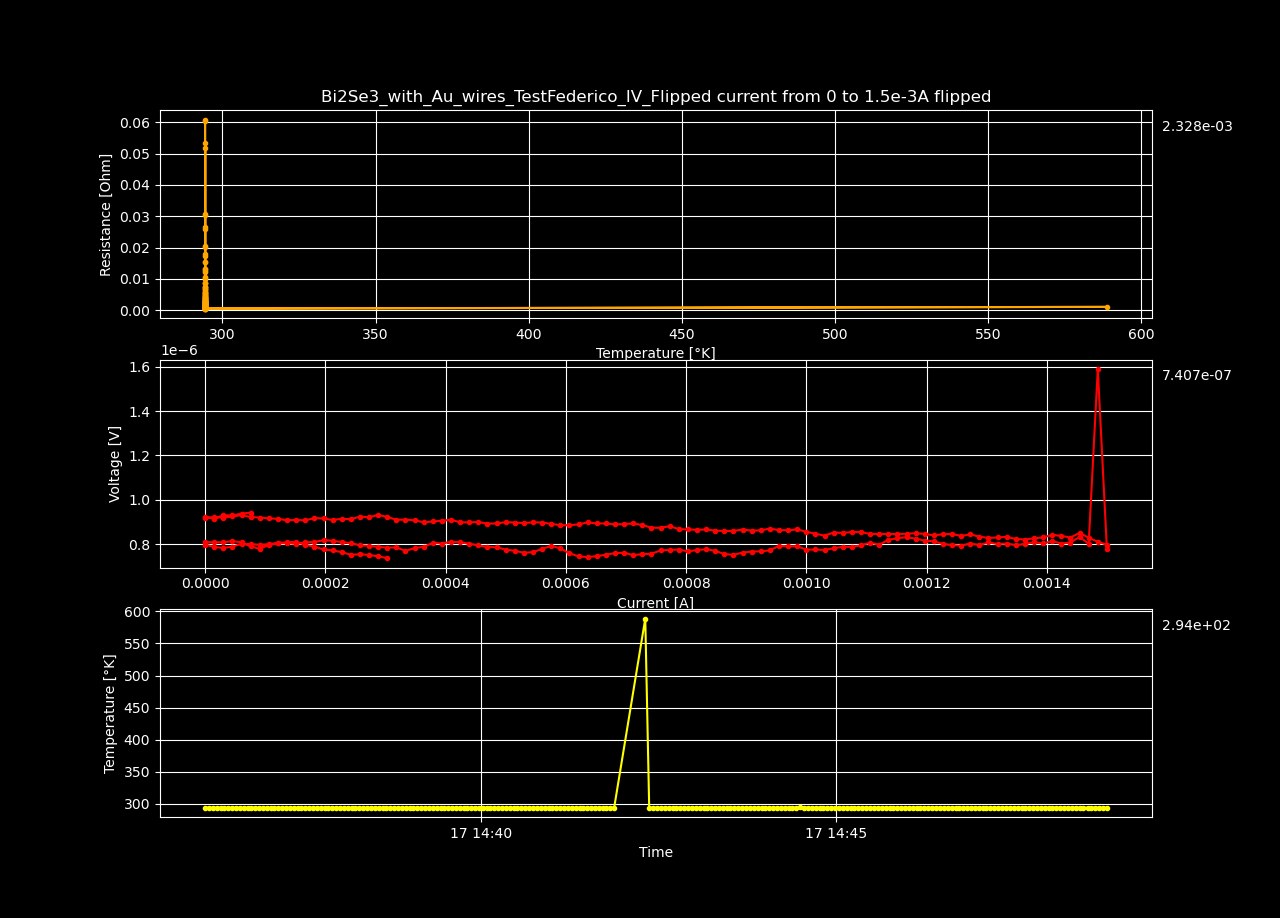 Bi2Se3_with_Au_wires_TestFederico_IV_Flipped current from 0 to 1.5e-3A flipped
2.328e-03
Resistance [Ohm]
0.06
0.05
0.04
0.03
0.02
0.01
0.00
300 350 400 450 500 550 600
Temperature [°K]
1e−6
7.407e-07
Voltage [V]
1.6
1.4
1.2
1.0
0.8
0.0000 0.0002 0.0004 0.0006 0.0008 0.0010 0.0012 0.0014
Current [A]
2.94e+02
Temperature [°K]
600
550
500
450
400
350
300
17 14:40 17 14:45
Time